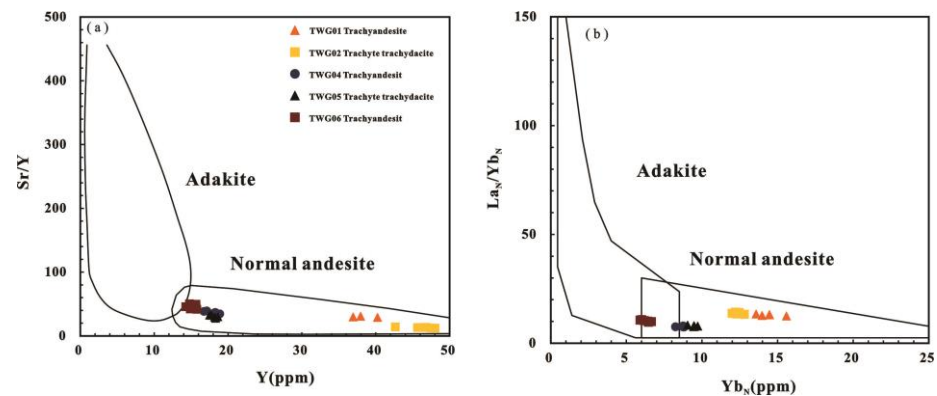 ( a )
500
400
300
200
100
0
Sr/Y
0
10
20
30
40
50
Y(ppm)
TWG01 Trachyandesite
TWG02 Trachyte trachydacite
TWG04 Trachyandesit
TWG05 Trachyte trachydacite
TWG06 Trachyandesit
Adakite
Normal andesite
( b )
150
100
50
0
LaN/YbN
0
5
10
15
20
25
YbN(ppm)
Adakite
Normal andesite